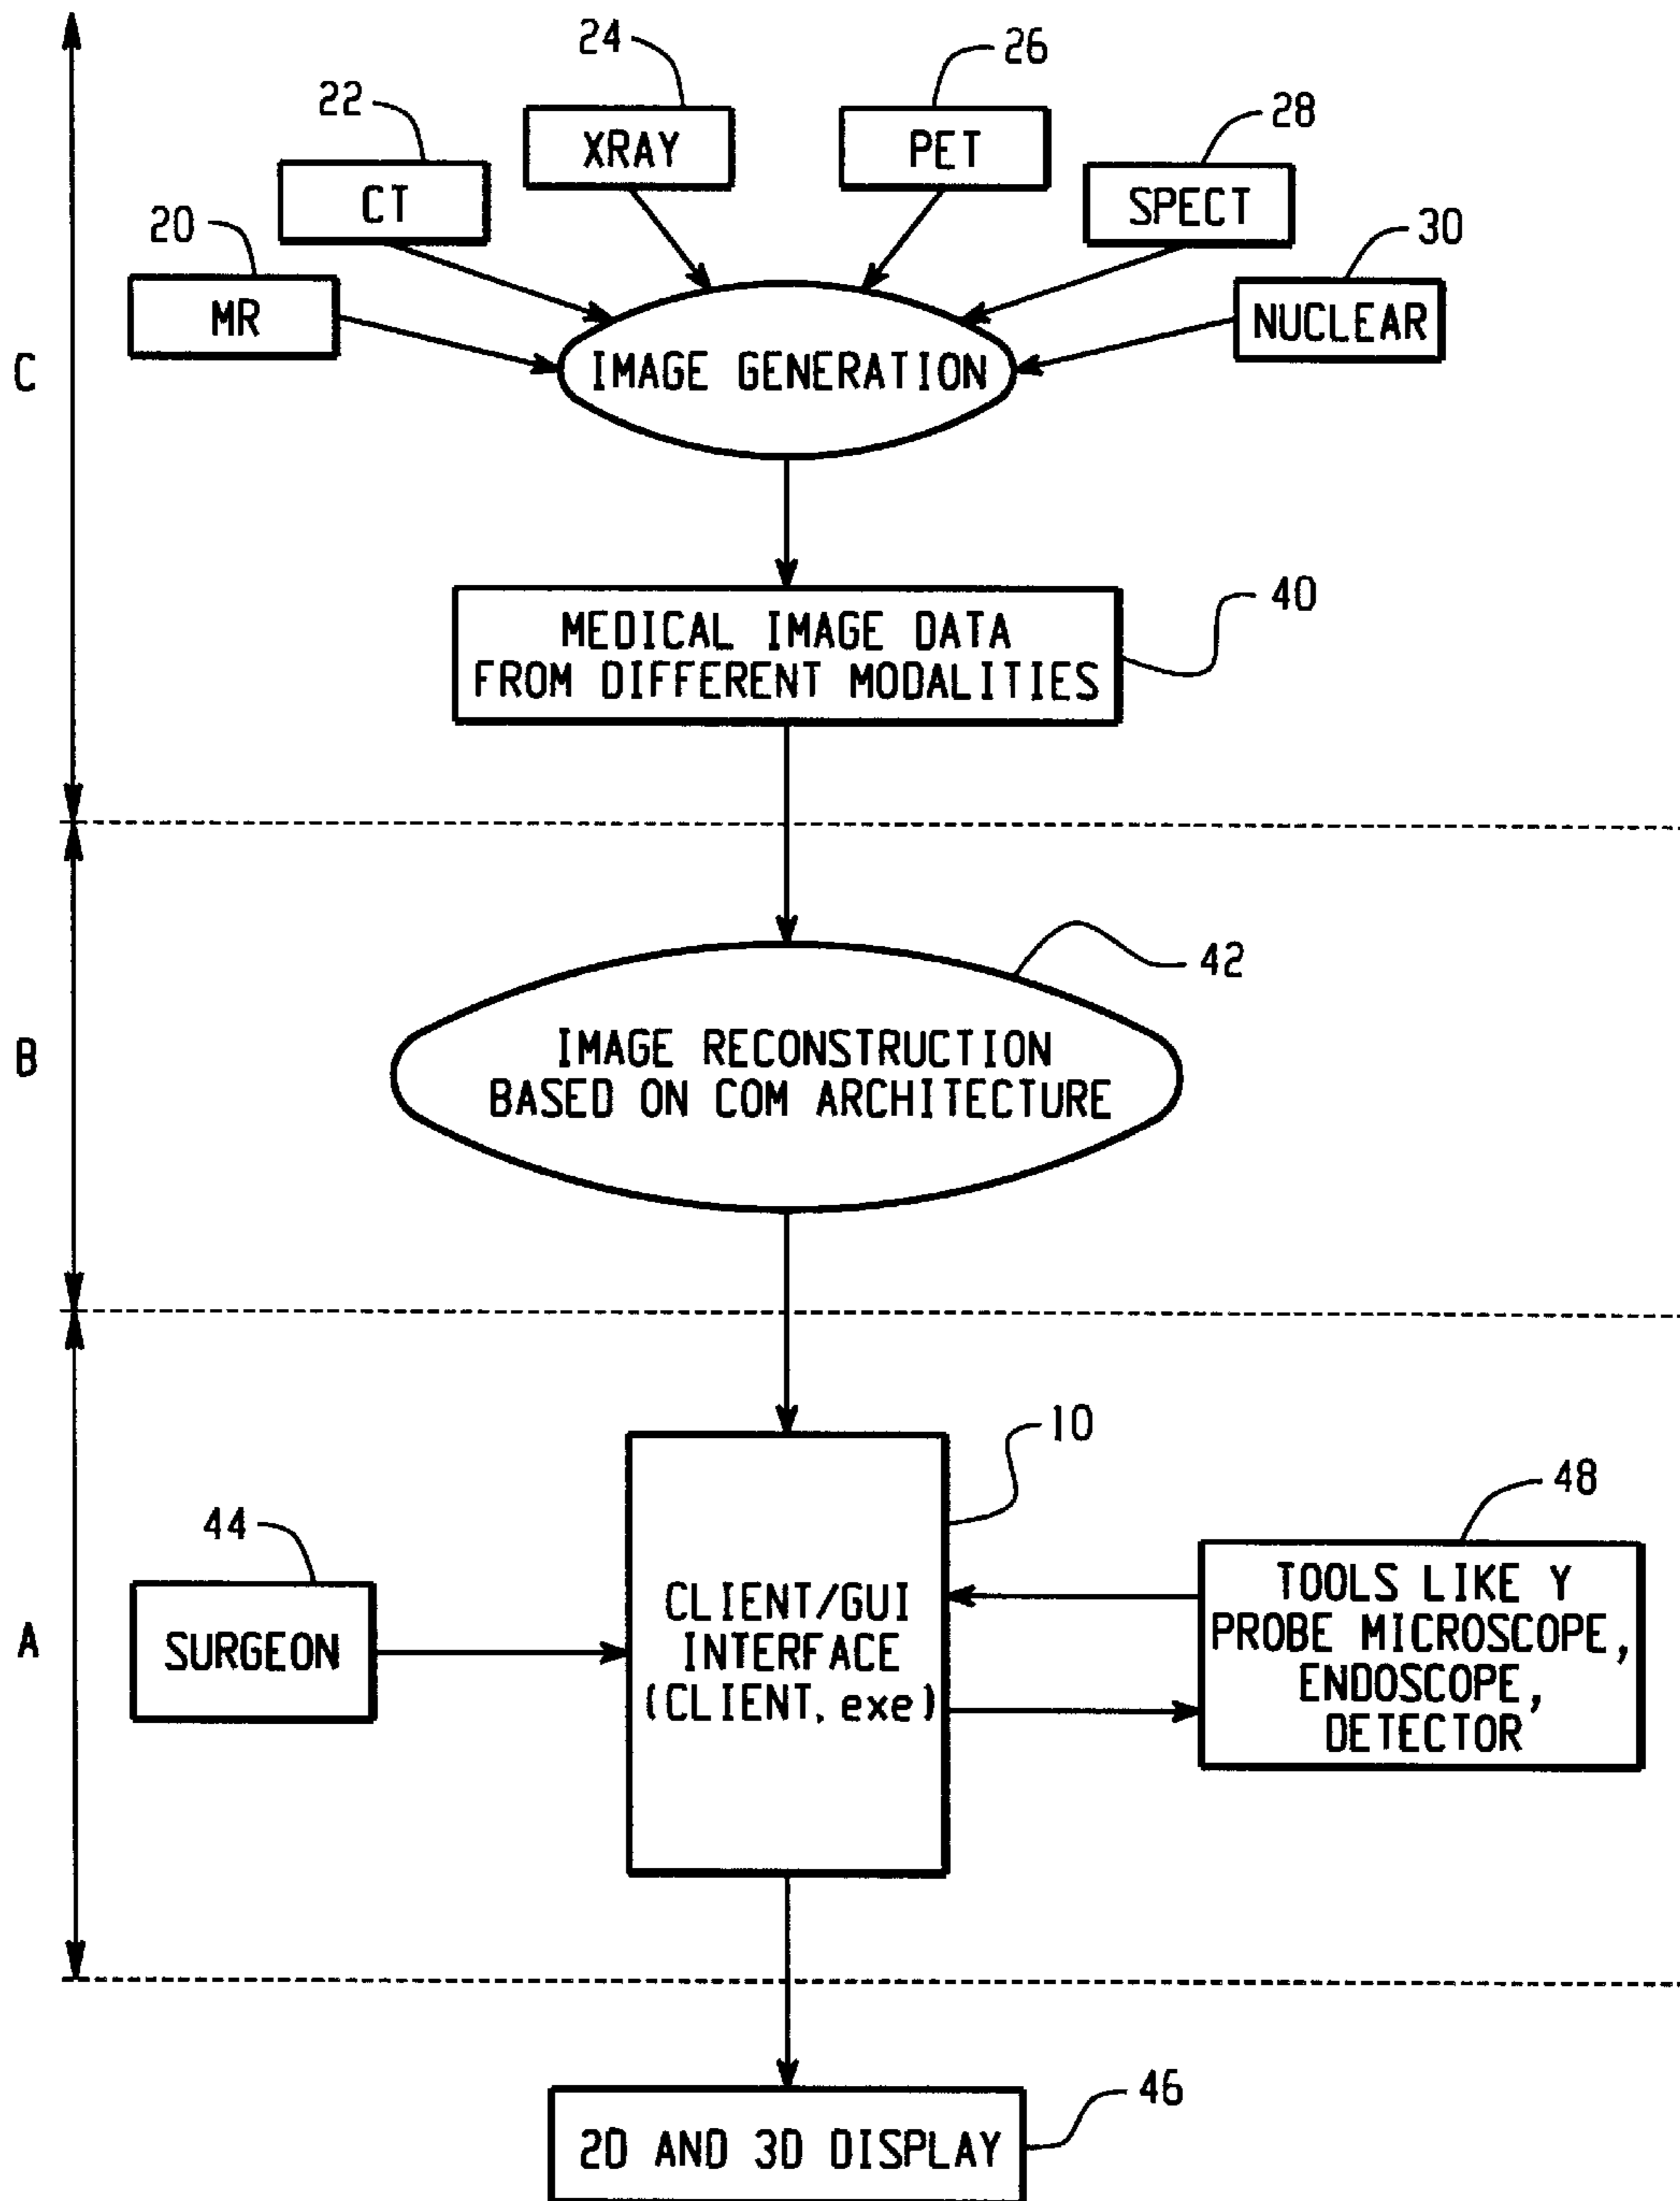 24
26
22
XRAY
PET
28
CT
SPECT
20
30
MR
NUCLEAR
C
IMAGE GENERATION
40
MEDICAL IMAGE DATA
FROM DIFFERENT MODALITIES
42
B
IMAGE RECONSTRUCTION
BASED ON COM ARCHITECTURE
10
48
44
A
SURGEON
CLIENT/GUI
INTERFACE
(CLIENT.exe)
TOOLS LIKE Y
PROBE MICROSCOPE,
ENDOSCOPE,
DETECTOR
46
2D AND 3D DISPLAY